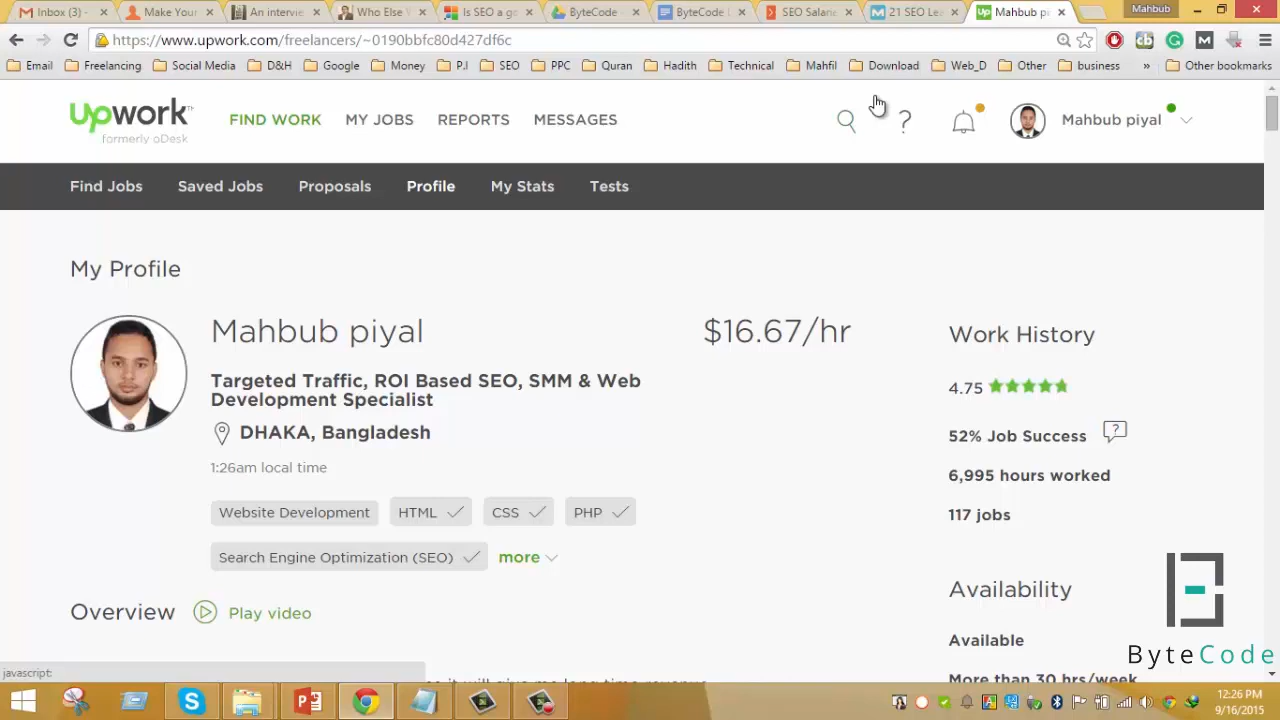 Inbox (3) -
Make Your
An intervie
Who Else W
Is SEO a go
ByteCode
ByteCode L
SEO Salarie
21 SEO Lea
Mahbub pi
Mahbub
https://www.upwork.com/freelancers/~0190bbfc80d427df6c
Email
Freelancing
Social Media
D&H
Google
Money
P.I
SEO
PPC
Quran
Hadith
Technical
Mahfil
Download
Web_D
Other
business
»
Other bookmarks
Upwork™
formerly oDesk
FIND WORK
MY JOBS
REPORTS
MESSAGES
?
Mahbub piyal
Find Jobs
Saved Jobs
Proposals
Profile
My Stats
Tests
My Profile
Mahbub piyal
$16.67/hr
Targeted Traffic, ROI Based SEO, SMM & Web
Development Specialist
DHAKA, Bangladesh
1:26am local time
Website Development
HTML
CSS
PHP
Search Engine Optimization (SEO)
more
Overview
Play video
Work History
4.75
52% Job Success
?
6,995 hours worked
117 jobs
Availability
Available
More than 30 hrs/week
ByteCode
javascript:
12:26 PM
9/16/2015